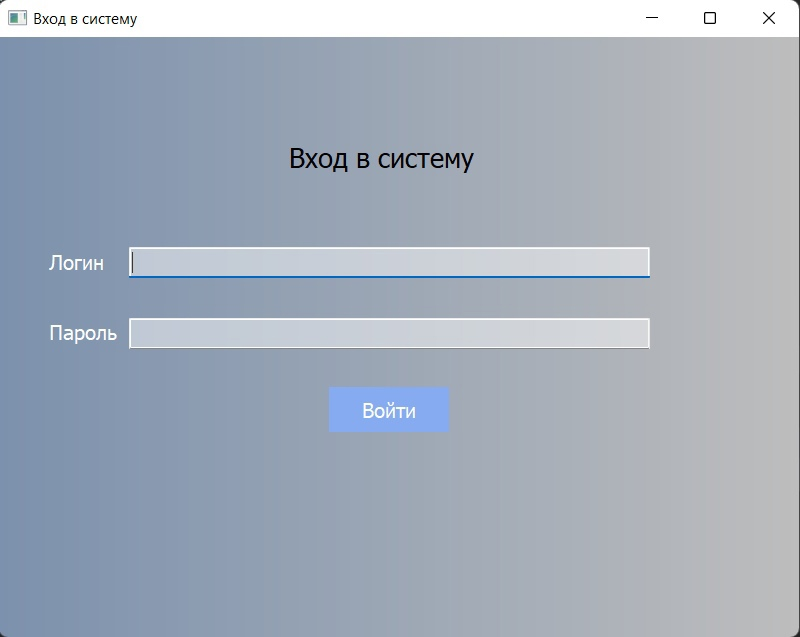 Вход в систему
Вход в систему
Логин
Пароль
Войти